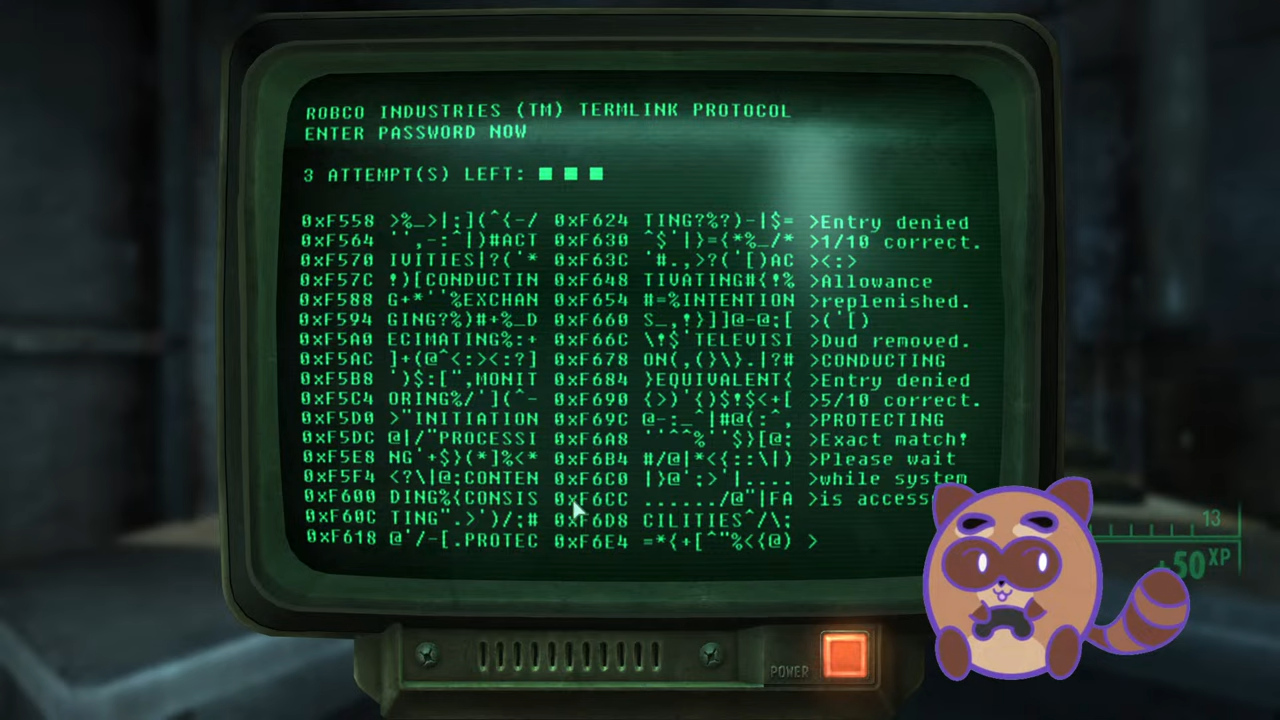 ROBCO INDUSTRIES (TM) TERMLINK PROTOCOL
ENTER PASSWORD NOW
3 ATTEMPT(S) LEFT: ■ ■ ■
0xF558 >%_>|;](^{-/ 0xF624 TING?%?)-|$= >Entry denied
0xF564 '",-:^|)#ACT 0xF630 ^$'|}={*%_/* >1/10 correct.
0xF570 IVITIES|?('* 0xF63C '#.,>?('[)AC ><:>
0xF57C !)[CONDUCTIN 0xF648 TIVATING#{!% >Allowance
0xF588 G+*''%EXCHAN 0xF654 #=%INTENTION >replenished.
0xF594 GING?%)#+%_D 0xF660 S_,!}]]@-@;[ >('[)
0xF5A0 ECIMATING%:+ 0xF66C \!$'TELEVISI >Dud removed.
0xF5AC ]+(@^<:><:?] 0xF678 ON(,()\}.|?# >CONDUCTING
0xF5B8 ')$:[",MONIT 0xF684 }EQUIVALENT{ >Entry denied
0xF5C4 ORING%/'](^- 0xF690 {>)'{)$!$<+[ >5/10 correct.
0xF5D0 >"INITIATION 0xF69C @-:_^|#@(:^, >PROTECTING
0xF5DC @|/"PROCESSI 0xF6A8 ''^^%''$}[@; >Exact match!
0xF5E8 NG'+$}(*]%<* 0xF6B4 #/@|*<{::\|) >Please wait
0xF5F4 <?\|@;CONTEN 0xF6C0 |}@':>'|.... >while system
0xF600 DING%{CONSIS 0xF6CC ......./@"|FA >is access
0xF60C TING".>')/;# 0xF6D8 CILITIES^/\;
0xF618 @'/-[.PROTEC 0xF6E4 =*{+[^"%<{@) >
13
+50 XP
POWER